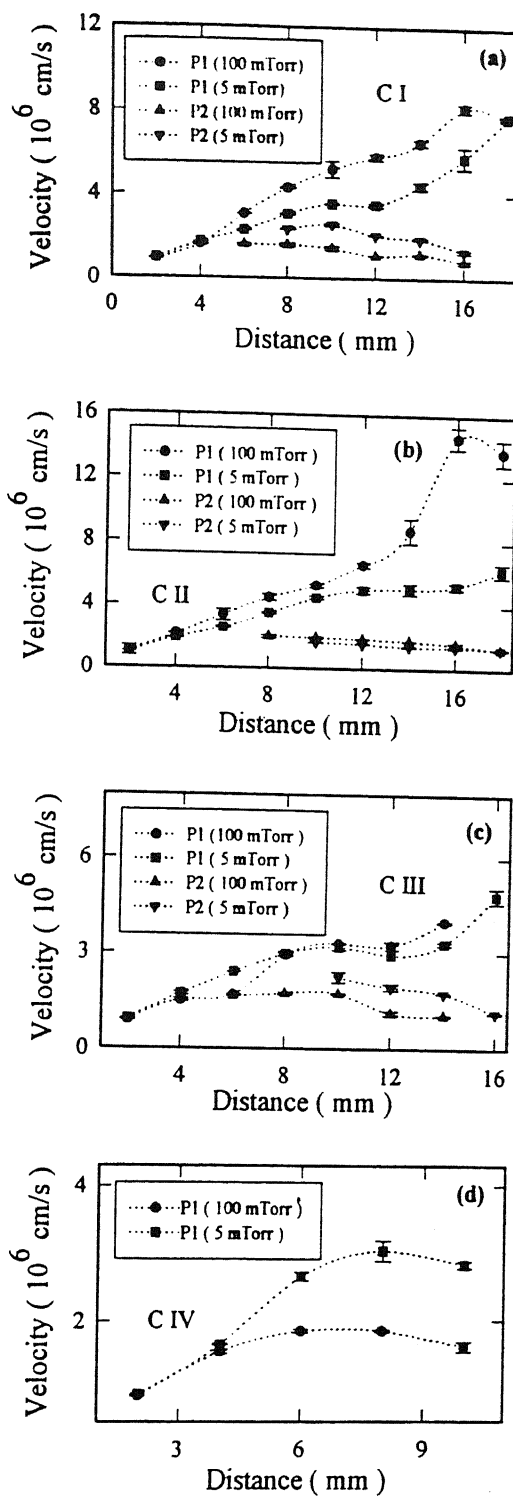 12
8
4
0
Velocity ( 10^6 cm/s)
P1 (100 mTorr)
P1 (5 mTorr)
P2 (100 mTorr)
P2 (5 mTorr)
(a)
C I
0 4 8 12 16
Distance ( mm )
16
12
8
4
0
Velocity ( 10^6 cm/s)
P1 ( 100 mTorr )
P1 ( 5 mTorr )
P2 ( 100 mTorr )
P2 ( 5 mTorr )
(b)
C II
4 8 12 16
Distance ( mm )
6
3
0
Velocity ( 10^6 cm/s)
P1 (100 mTorr)
P1 ( 5 mTorr)
P2 ( 100 mTorr)
P2 ( 5 mTorr)
(c)
C III
4 8 12 16
Distance ( mm )
4
2
Velocity ( 10^6 cm/s)
P1 ( 100 mTorr )
P1 ( 5 mTorr)
(d)
C IV
3 6 9
Distance ( mm )